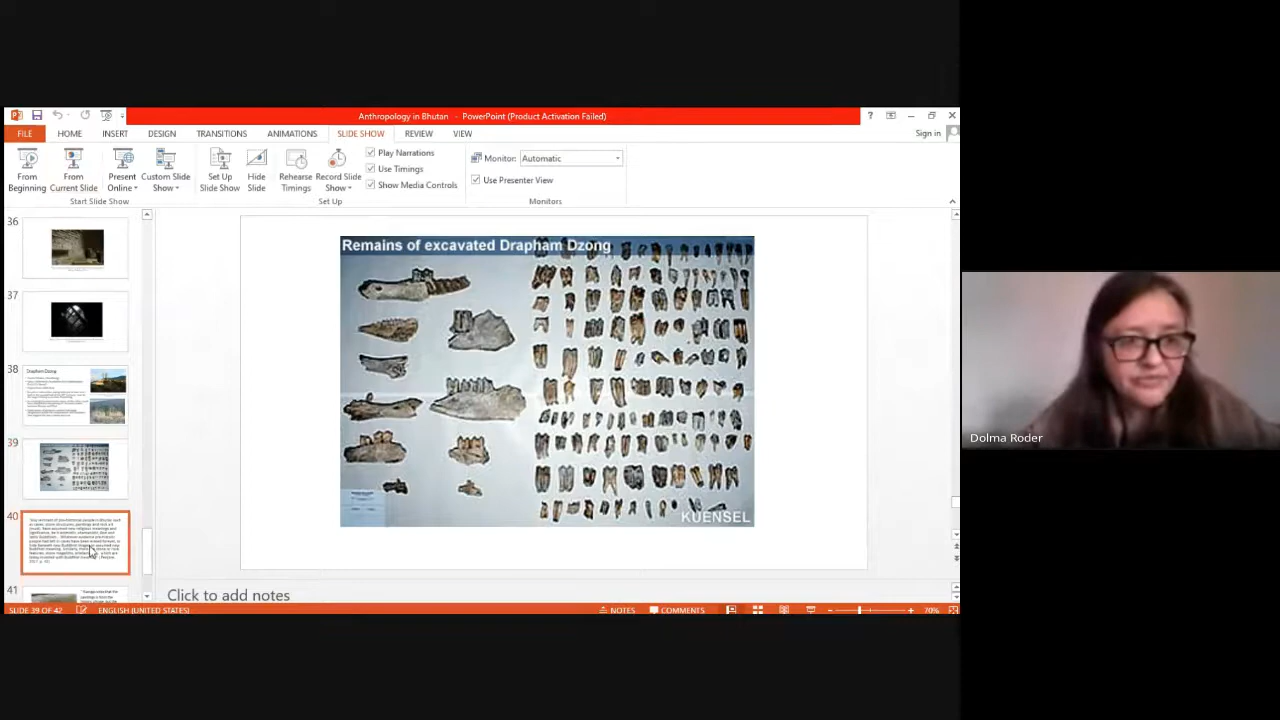 Anthropology in Bhutan - PowerPoint (Product Activation Failed)
FILE HOME INSERT DESIGN TRANSITIONS ANIMATIONS SLIDE SHOW REVIEW VIEW Sign in
From Beginning
From Current Slide
Present Online
Custom Slide Show
Set Up Slide Show
Hide Slide
Rehearse Timings
Record Slide Show
Play Narrations
Use Timings
Show Media Controls
Monitor: Automatic
Use Presenter View
Start Slide Show
Set Up
Monitors
36
37
38
Drapham Dzong
39
40
41
Remains of excavated Drapham Dzong
KUENSEL
Click to add notes
SLIDE 39 OF 42 ENGLISH (UNITED STATES) NOTES COMMENTS 70%
Dolma Roder